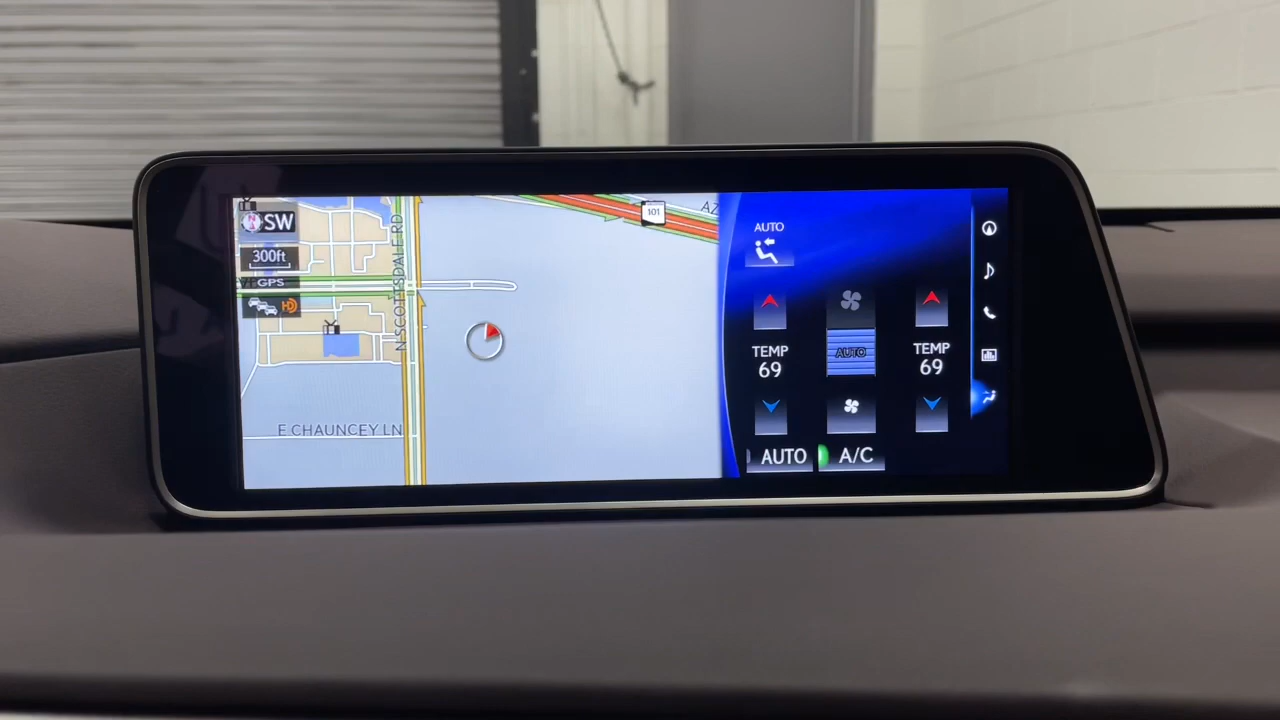 SW
300ft
GPS
N SCOTTSDALE RD
E CHAUNCEY LN
101
AUTO
TEMP
69
AUTO
TEMP
69
AUTO
A/C